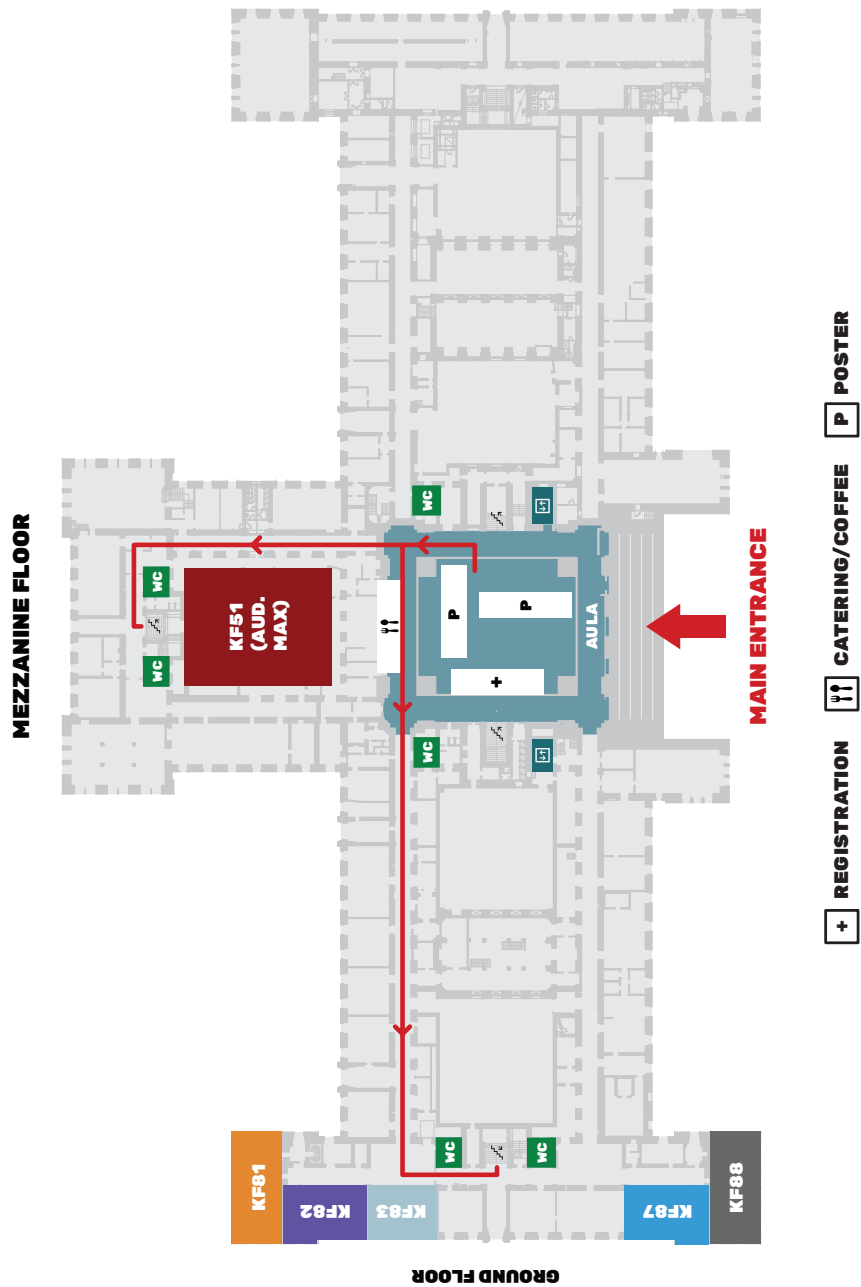 MEZZANINE FLOOR
WC
WC
KF51
(AUD.
MAX)
WC
P
P
+
AULA
WC
MAIN ENTRANCE
WC
WC
KF81
KF82
KF83
KF87
KF88
GROUND FLOOR
+ REGISTRATION
CATERING/COFFEE
P POSTER